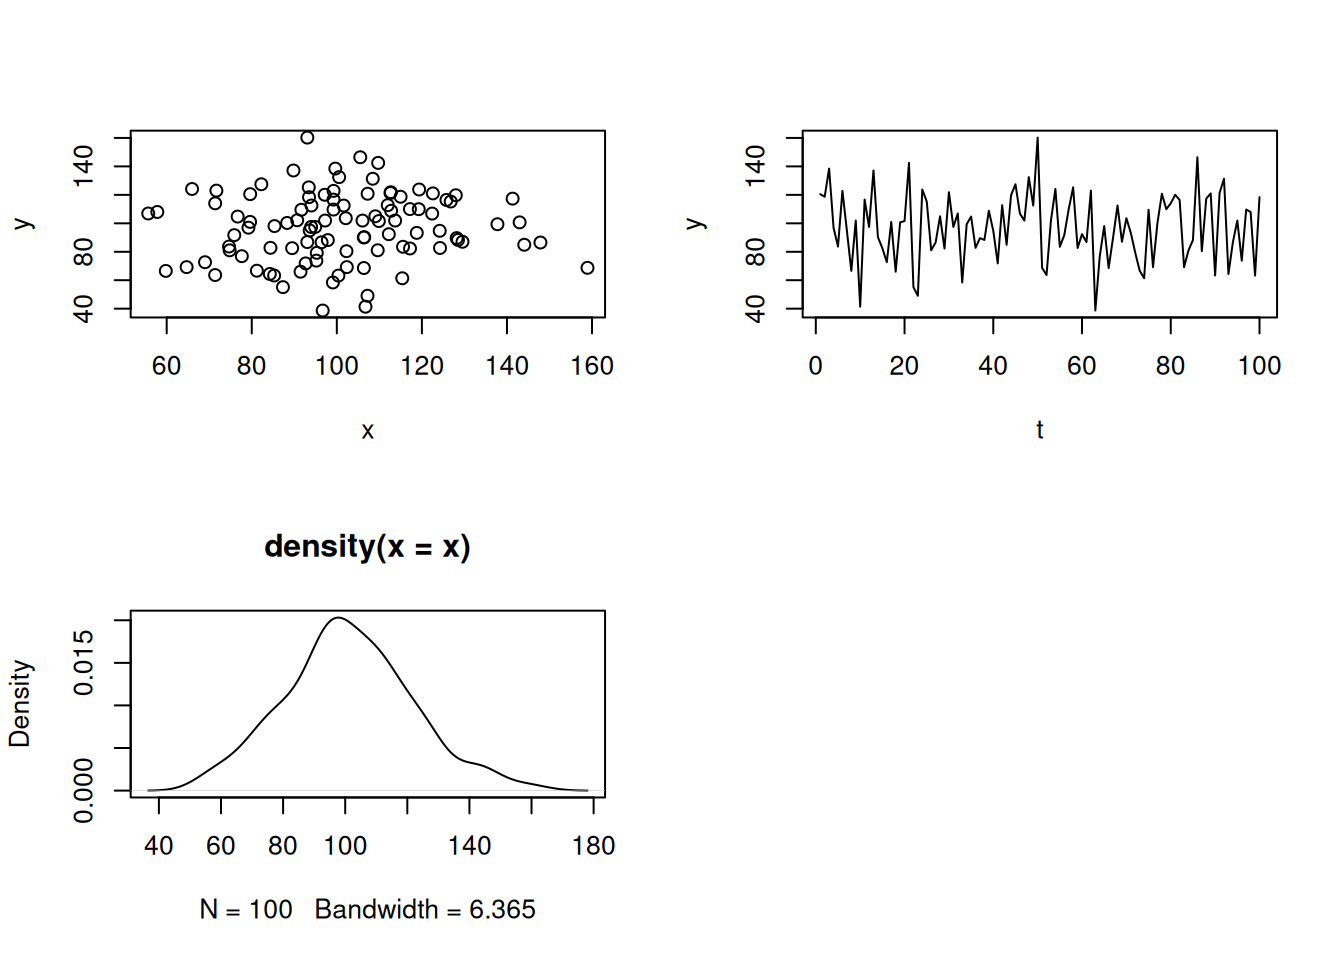 y
140
80
40
60 80 100 120 140 160
x
y
140
80
40
0 20 40 60 80 100
t
density(x = x)
Density
0.015
0.000
40 60 80 100 140 180
N = 100 Bandwidth = 6.365